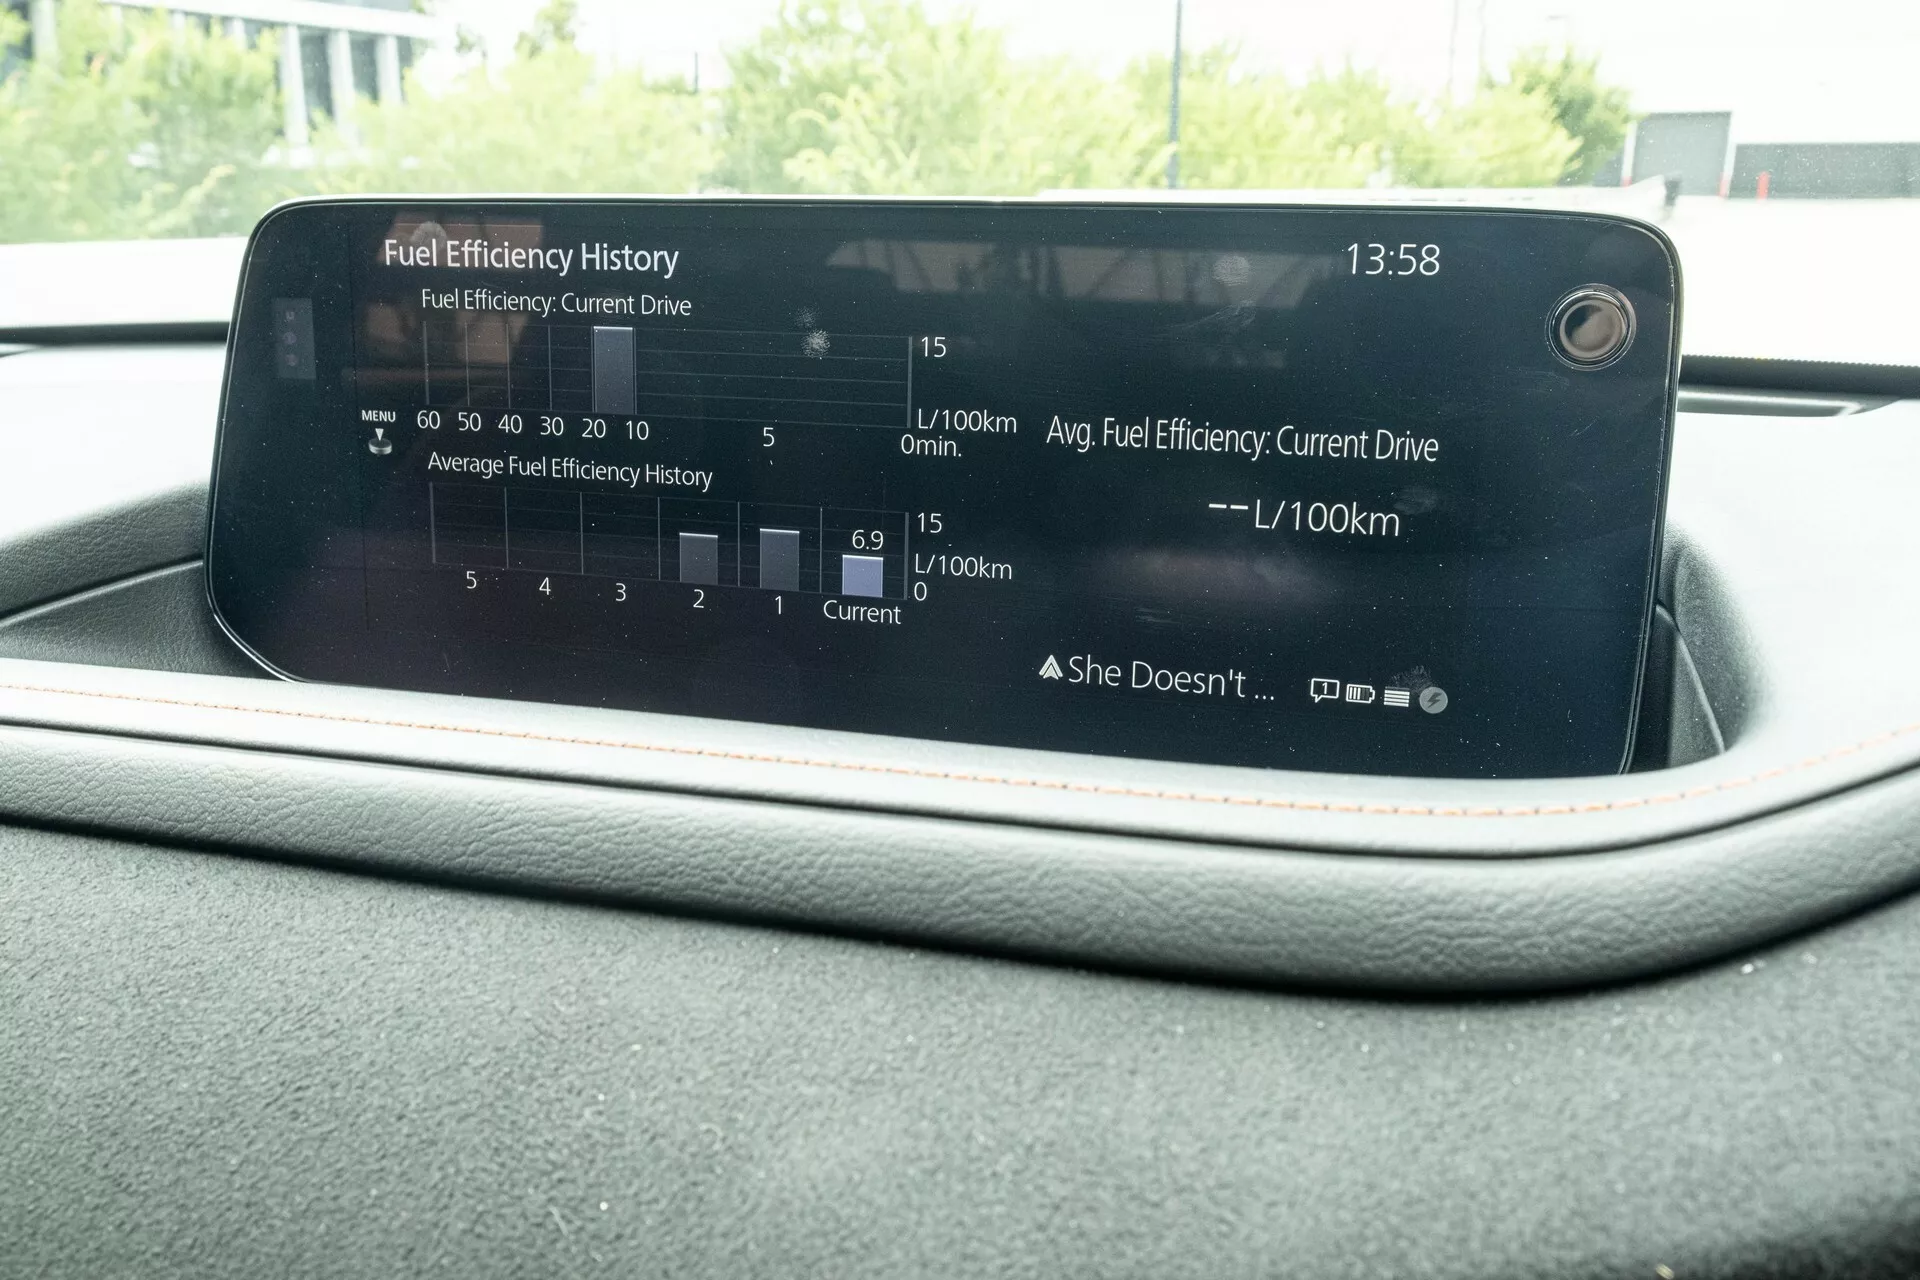 Fuel Efficiency History
13:58
Fuel Efficiency: Current Drive
15
L/100km
MENU
60 50 40 30 20 10 5 0min.
Average Fuel Efficiency History
15
6.9
L/100km
0
5 4 3 2 1 Current
Avg. Fuel Efficiency: Current Drive
--L/100km
She Doesn't ...
1